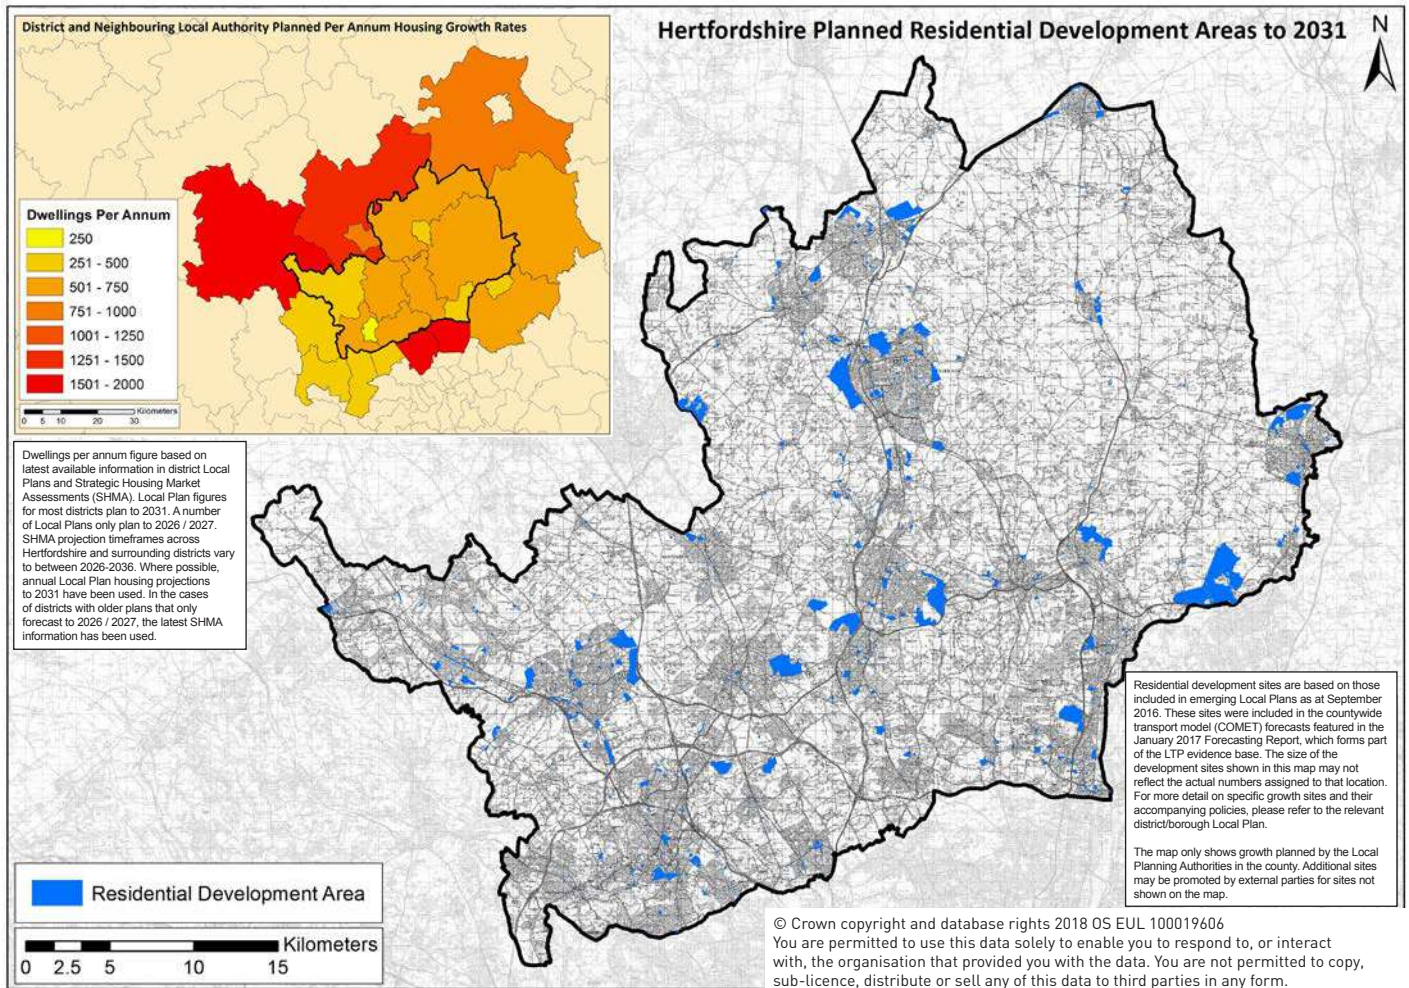 District and Neighbouring Local Authority Planned Per Annum Housing Growth Rates
Hertfordshire Planned Residential Development Areas to 2031
N
Dwellings Per Annum
250
251 - 500
501 - 750
751 - 1000
1001 - 1250
1251 - 1500
1501 - 2000
Kilometers
0 5 10 20 30
Dwellings per annum figure based on
latest available information in district Local
Plans and Strategic Housing Market
Assessments (SHMA). Local Plan figures
for most districts plan to 2031. A number
of Local Plans only plan to 2026 / 2027.
SHMA projection timeframes across
Hertfordshire and surrounding districts vary
to between 2026-2036. Where possible,
annual Local Plan housing projections
to 2031 have been used. In the cases
of districts with older plans that only
forecast to 2026 / 2027, the latest SHMA
information has been used.
Residential development sites are based on those
included in emerging Local Plans as at September
2016. These sites were included in the countywide
transport model (COMET) forecasts featured in the
January 2017 Forecasting Report, which forms part
of the LTP evidence base. The size of the
development sites shown in this map may not
reflect the actual numbers assigned to that location.
For more detail on specific growth sites and their
accompanying policies, please refer to the relevant
district/borough Local Plan.
The map only shows growth planned by the Local
Planning Authorities in the county. Additional sites
may be promoted by external parties for sites not
shown on the map.
Residential Development Area
Kilometers
0 2.5 5 10 15
© Crown copyright and database rights 2018 OS EUL 100019606
You are permitted to use this data solely to enable you to respond to, or interact
with, the organisation that provided you with the data. You are not permitted to copy,
sub-licence, distribute or sell any of this data to third parties in any form.